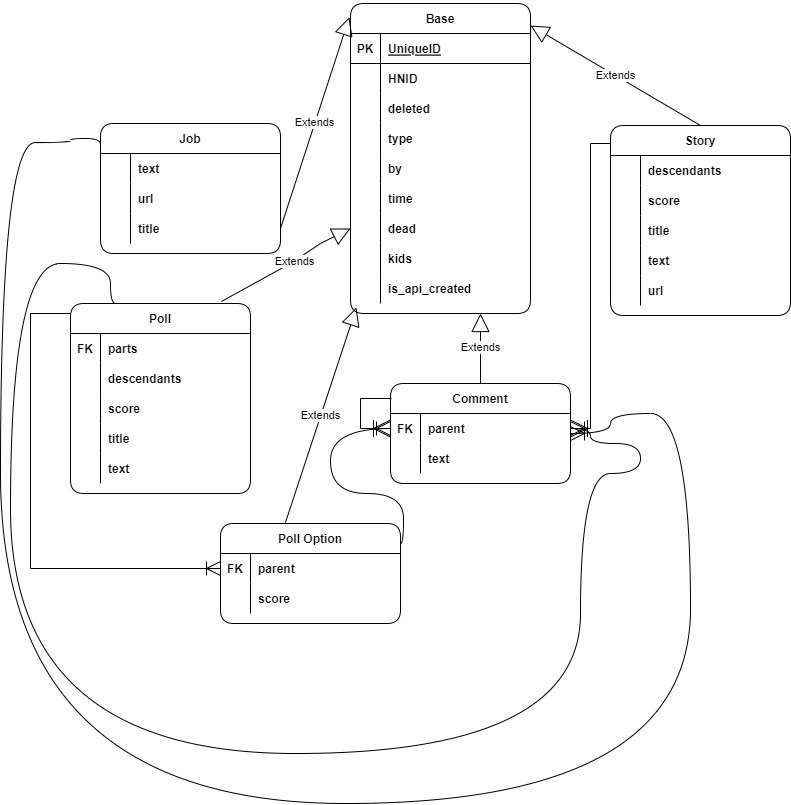 Base
PK UniqueID
HNID
deleted
type
by
time
dead
kids
is_api_created
Extends
Extends
Job
text
url
title
Story
descendants
score
title
text
url
Extends
Poll
FK parts
descendants
score
title
text
Extends
Extends
Comment
FK parent
text
Poll Option
FK parent
score